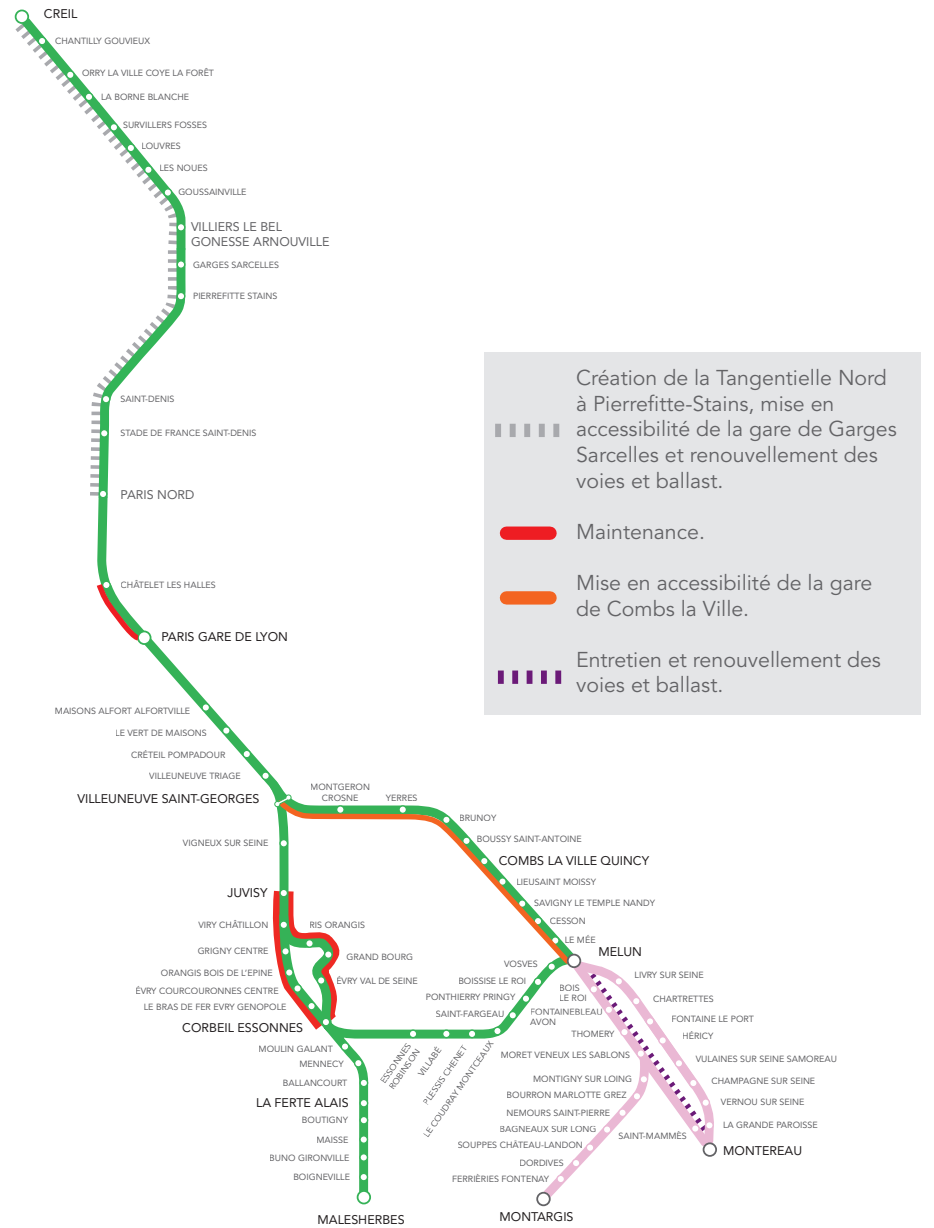 CREIL
CHANTILLY GOUVIEUX
ORRY LA VILLE COYE LA FORÊT
LA BORNE BLANCHE
SURVILLERS FOSSES
LOUVRES
LES NOUES
GOUSSAINVILLE
VILLIERS LE BEL
GONESSE ARNOUVILLE
GARGES SARCELLES
PIERREFITTE STAINS
SAINT-DENIS
STADE DE FRANCE SAINT-DENIS
PARIS NORD
CHÂTELET LES HALLES
PARIS GARE DE LYON
MAISONS ALFORT ALFORTVILLE
LE VERT DE MAISONS
CRÉTEIL POMPADOUR
VILLEUNEUVE TRIAGE
VILLEUNEUVE SAINT-GEORGES
Création de la Tangentielle Nord
à Pierrefitte-Stains, mise en
accessibilité de la gare de Garges
Sarcelles et renouvellement des
voies et ballast.
Maintenance.
Mise en accessibilité de la gare
de Combs la Ville.
Entretien et renouvellement des
voies et ballast.
MONTGERON
CROSNE
YERRES
BRUNOY
BOUSSY SAINT-ANTOINE
COMBS LA VILLE QUINCY
LIEUSAINT MOISSY
SAVIGNY LE TEMPLE NANDY
CESSON
LE MÉE
MELUN
VIGNEUX SUR SEINE
JUVISY
VIRY CHÂTILLON
GRIGNY CENTRE
ORANGIS BOIS DE L'EPINE
ÉVRY COURCOURONNES CENTRE
LE BRAS DE FER EVRY GENOPOLE
CORBEIL ESSONNES
RIS ORANGIS
GRAND BOURG
ÉVRY VAL DE SEINE
VOSVES
BOISSISE LE ROI
PONTHIERRY PRINGY
SAINT-FARGEAU
LE COUDRAY MONTCEAUX
PLESSIS CHENET
VILLABÉ
ESSONNES
ROBINSON
MOULIN GALANT
MENNECY
BALLANCOURT
LA FERTE ALAIS
BOUTIGNY
MAISSE
BUNO GIRONVILLE
BOIGNEVILLE
MALESHERBES
BOIS
LE ROI
FONTAINEBLEAU
AVON
THOMERY
MORET VENEUX LES SABLONS
MONTIGNY SUR LOING
BOURRON MARLOTTE GREZ
NEMOURS SAINT-PIERRE
BAGNEAUX SUR LONG
SOUPPES CHÂTEAU-LANDON
DORDIVES
FERRIÈRIES FONTENAY
MONTARGIS
SAINT-MAMMÈS
LIVRY SUR SEINE
CHARTRETTES
FONTAINE LE PORT
HÉRICY
VULAINES SUR SEINE SAMOREAU
CHAMPAGNE SUR SEINE
VERNOU SUR SEINE
LA GRANDE PAROISSE
MONTEREAU